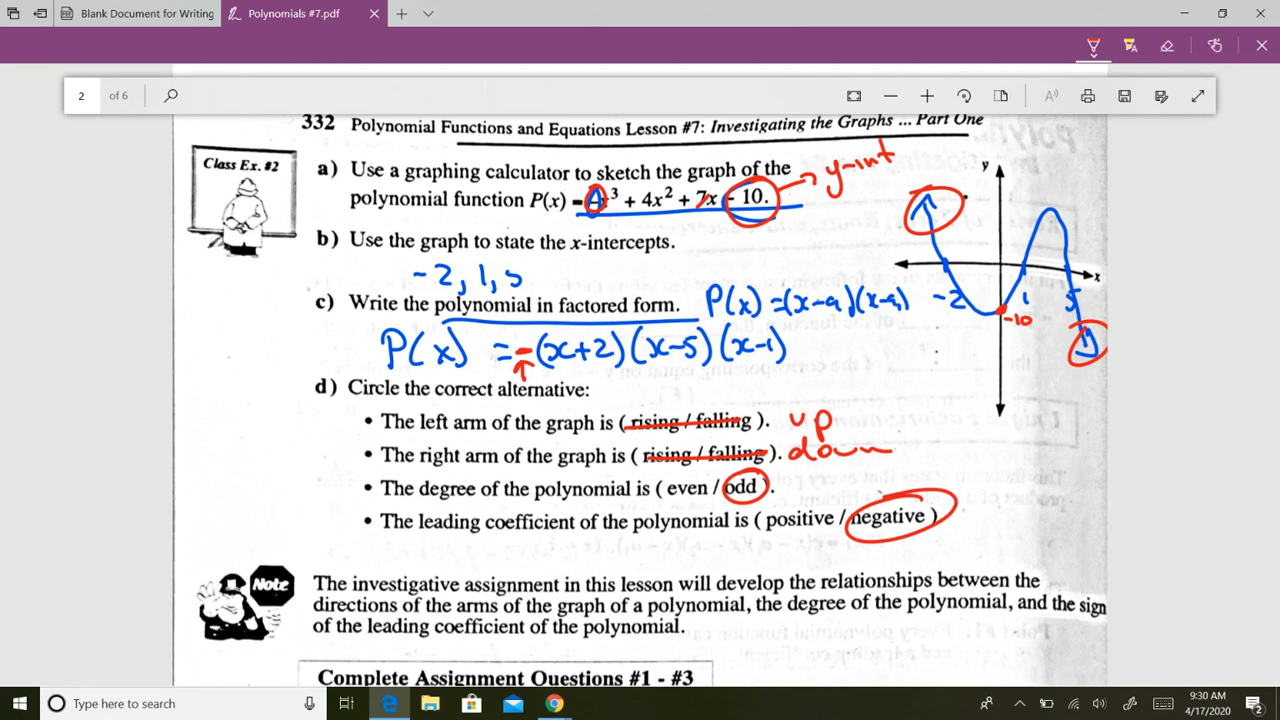 Blank Document for Writing
Polynomials #7.pdf
2 of 6
332 Polynomial Functions and Equations Lesson #7: Investigating the Graphs ... Part One
Class Ex. #2
a) Use a graphing calculator to sketch the graph of the
polynomial function P(x) = 3 + 4x² + 7x - 10.
y-int
b) Use the graph to state the x-intercepts.
-2, 1, 5
c) Write the polynomial in factored form. P(x) = (x-a)(x-a)
P(x) = -(x+2)(x-5)(x-1)
y
x
-2
1
5
-10
d) Circle the correct alternative:
• The left arm of the graph is (rising / falling ). up
• The right arm of the graph is ( rising / falling ). down
• The degree of the polynomial is ( even / odd ).
• The leading coefficient of the polynomial is ( positive / negative )
Note
The investigative assignment in this lesson will develop the relationships between the
directions of the arms of the graph of a polynomial, the degree of the polynomial, and the sign
of the leading coefficient of the polynomial.
Complete Assignment Questions #1 - #3
Type here to search
9:30 AM
4/17/2020
2